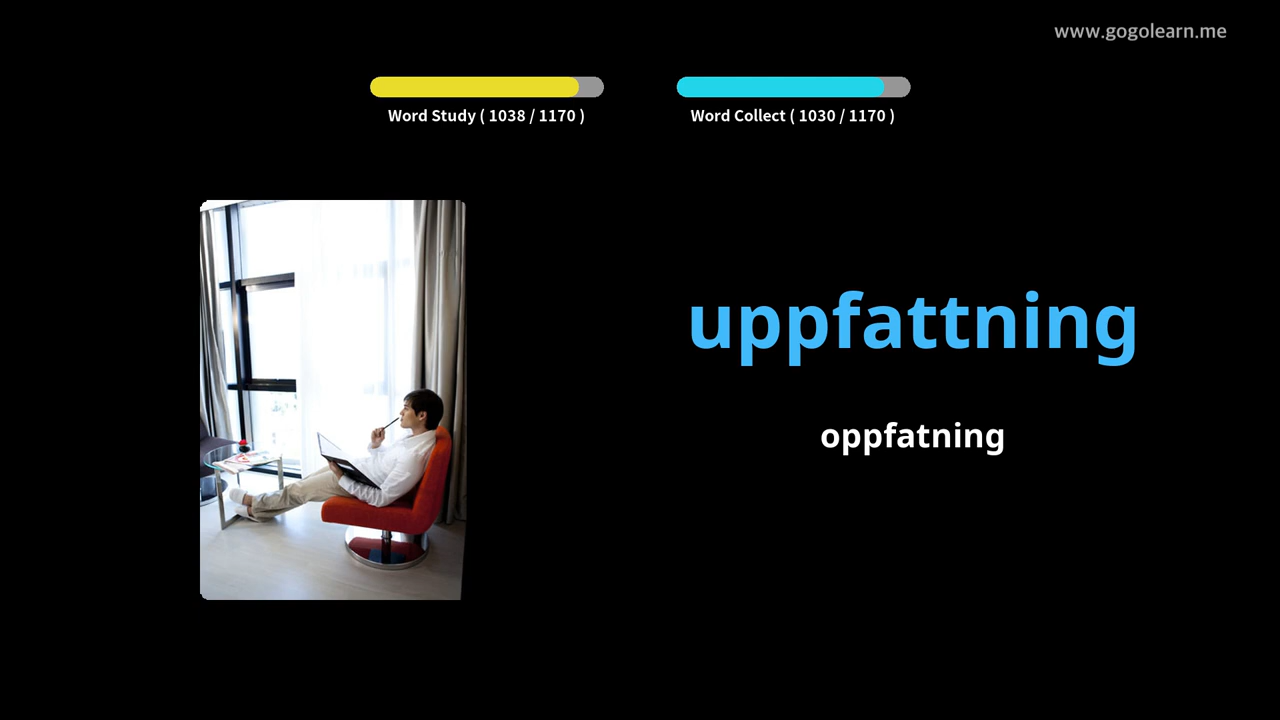 www.gogolearn.me
Word Study ( 1038 / 1170 )
Word Collect ( 1030 / 1170 )
uppfattning
oppfatning